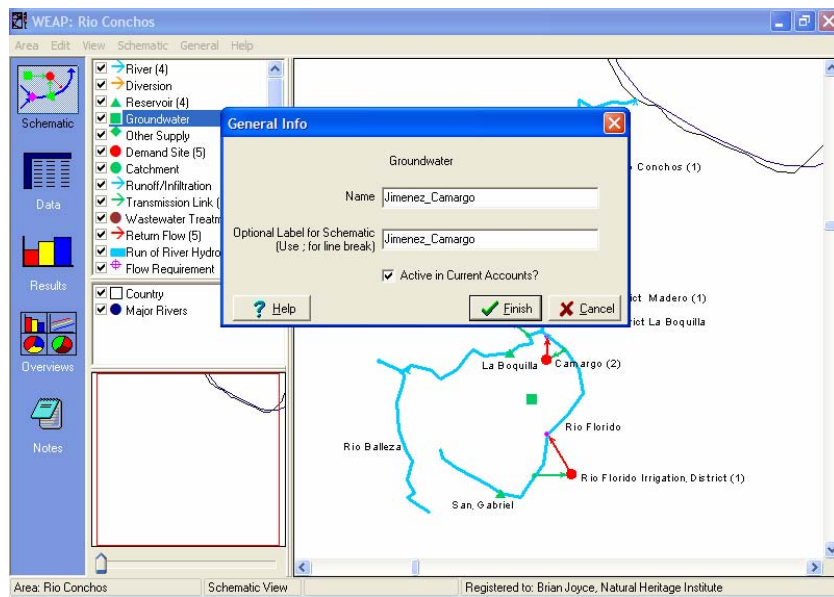 WEAP: Rio Conchos
Area Edit View Schematic General Help
Schematic
Data
Results
Overviews
Notes
River (4)
Diversion
Reservoir (4)
Groundwater
Other Supply
Demand Site (5)
Catchment
Runoff/Infiltration
Transmission Link (
Wastewater Treatm
Return Flow (5)
Run of River Hydro
Flow Requirement
Country
Major Rivers
General Info
Groundwater
Name Jimenez_Camargo
Optional Label for Schematic
(Use ; for line break)
Jimenez_Camargo
Active in Current Accounts?
Help
Finish
Cancel
Conchos (1)
ict Madero (1)
rict La Boquilla
La Boquilla
Camargo (2)
Rio Florido
Rio Balleza
Rio Florido Irrigation, District (1)
San, Gabriel
Area: Rio Conchos
Schematic View
Registered to: Brian Joyce, Natural Heritage Institute